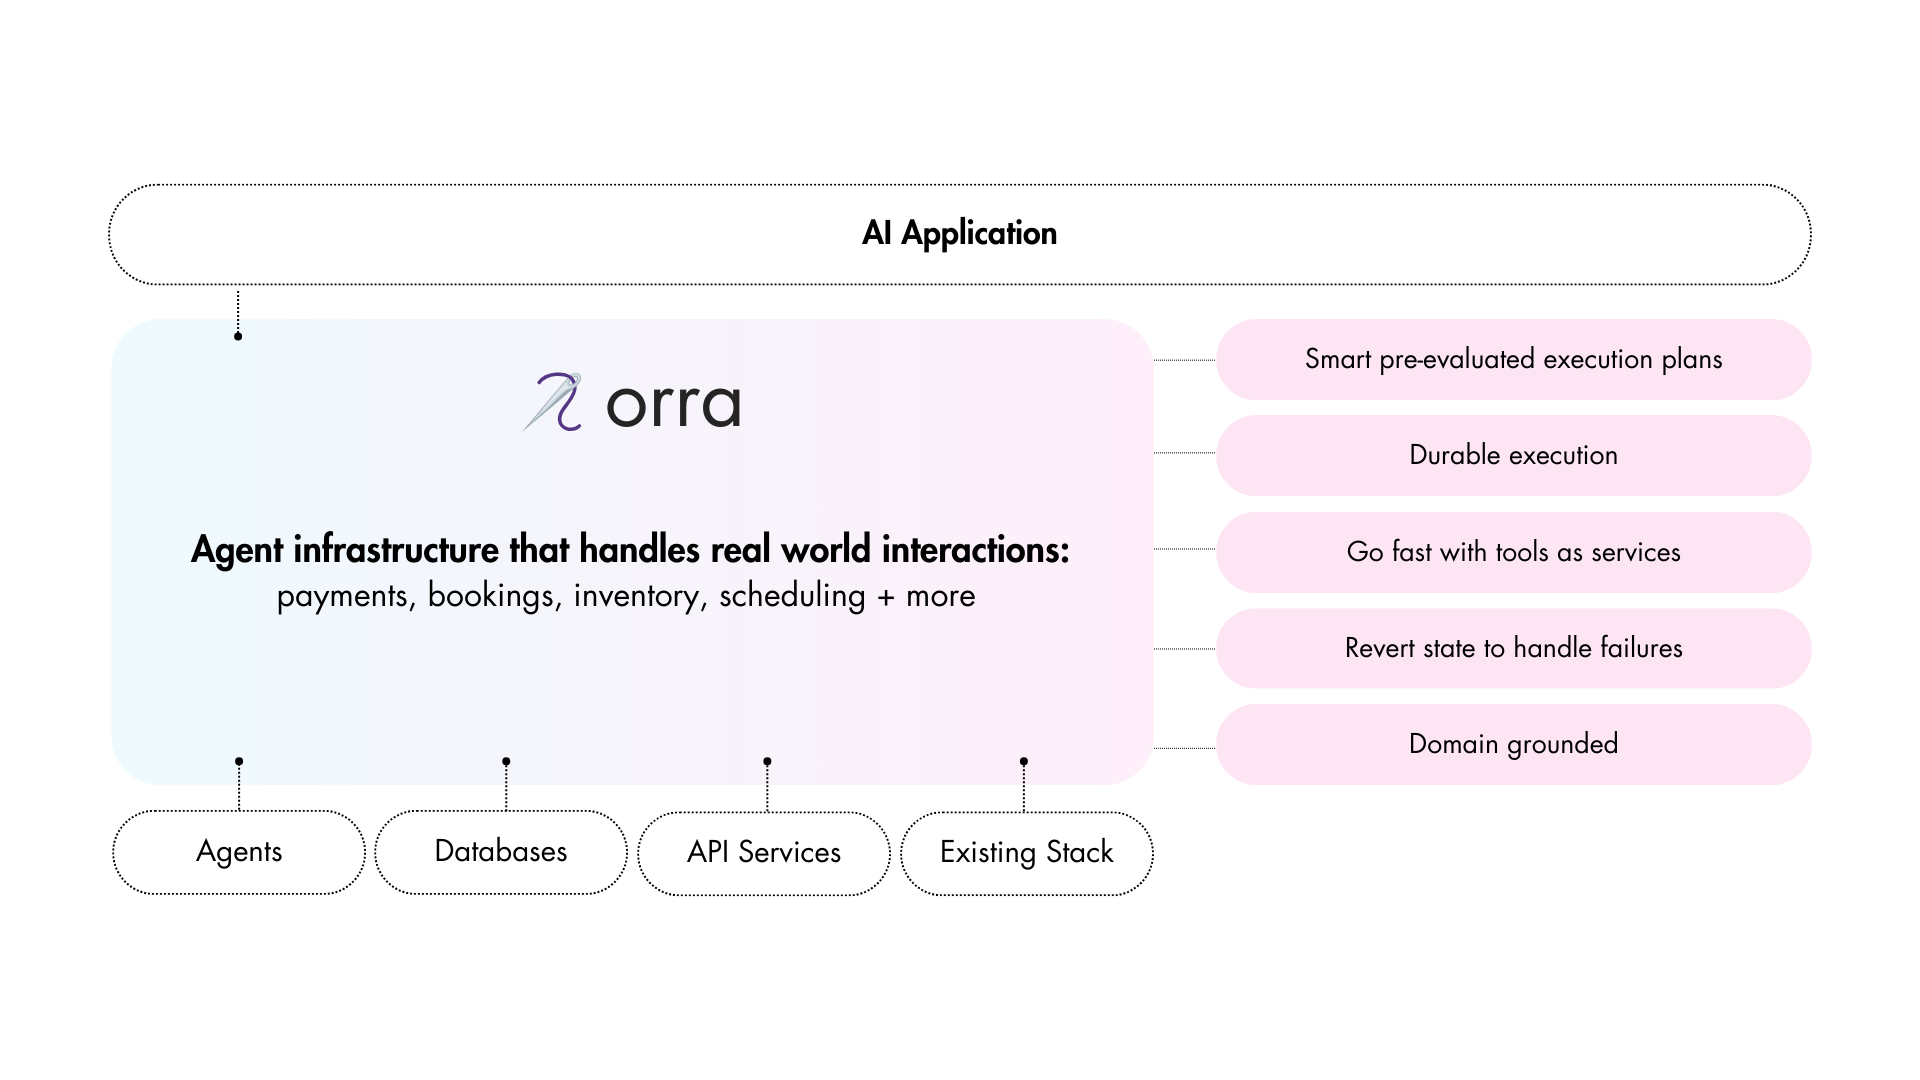 AI Application
orra
Agent infrastructure that handles real world interactions:
payments, bookings, inventory, scheduling + more
Smart pre-evaluated execution plans
Durable execution
Go fast with tools as services
Revert state to handle failures
Domain grounded
Agents
Databases
API Services
Existing Stack